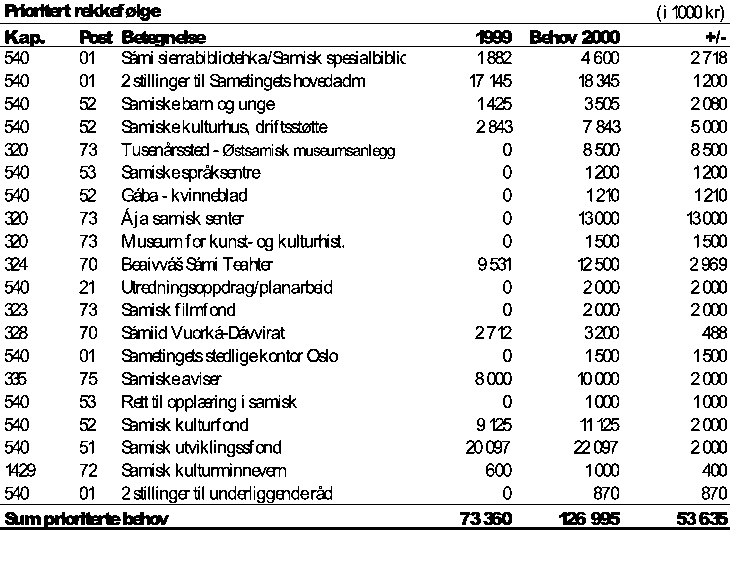 Prioritert rekkefølge (i 1000 kr)
Kap. Post Betegnelse 1999 Behov 2000 +/-
540 01 Sámi sierrabibliotehka/Samisk spesialbiblio 1 882 4 600 2 718
540 01 2 stillinger til Sametingets hovedadm 17 145 18 345 1 200
540 52 Samiske barn og unge 1 425 3 505 2 080
540 52 Samiske kulturhus, driftsstøtte 2 843 7 843 5 000
320 73 Tusenårssted - Østsamisk museumsanlegg 0 8 500 8 500
540 53 Samiske språksentre 0 1 200 1 200
540 52 Gába - kvinneblad 0 1 210 1 210
320 73 Ája samisk senter 0 13 000 13 000
320 73 Museum for kunst- og kulturhist. 0 1 500 1 500
324 70 Beaivváš Sámi Teahter 9 531 12 500 2 969
540 21 Utredningsoppdrag/planarbeid 0 2 000 2 000
323 73 Samisk filmfond 0 2 000 2 000
328 70 Sámiid Vuorká-Dávvirat 2 712 3 200 488
540 01 Sametingets stedlige kontor Oslo 0 1 500 1 500
335 75 Samiske aviser 8 000 10 000 2 000
540 53 Rett til opplæring i samisk 0 1 000 1 000
540 52 Samisk kulturfond 9 125 11 125 2 000
540 51 Samisk utviklingssfond 20 097 22 097 2 000
1429 72 Samisk kulturminnevern 600 1 000 400
540 01 2 stillinger til underliggende råd 0 870 870
Sum prioriterte behov 73 360 126 995 53 635